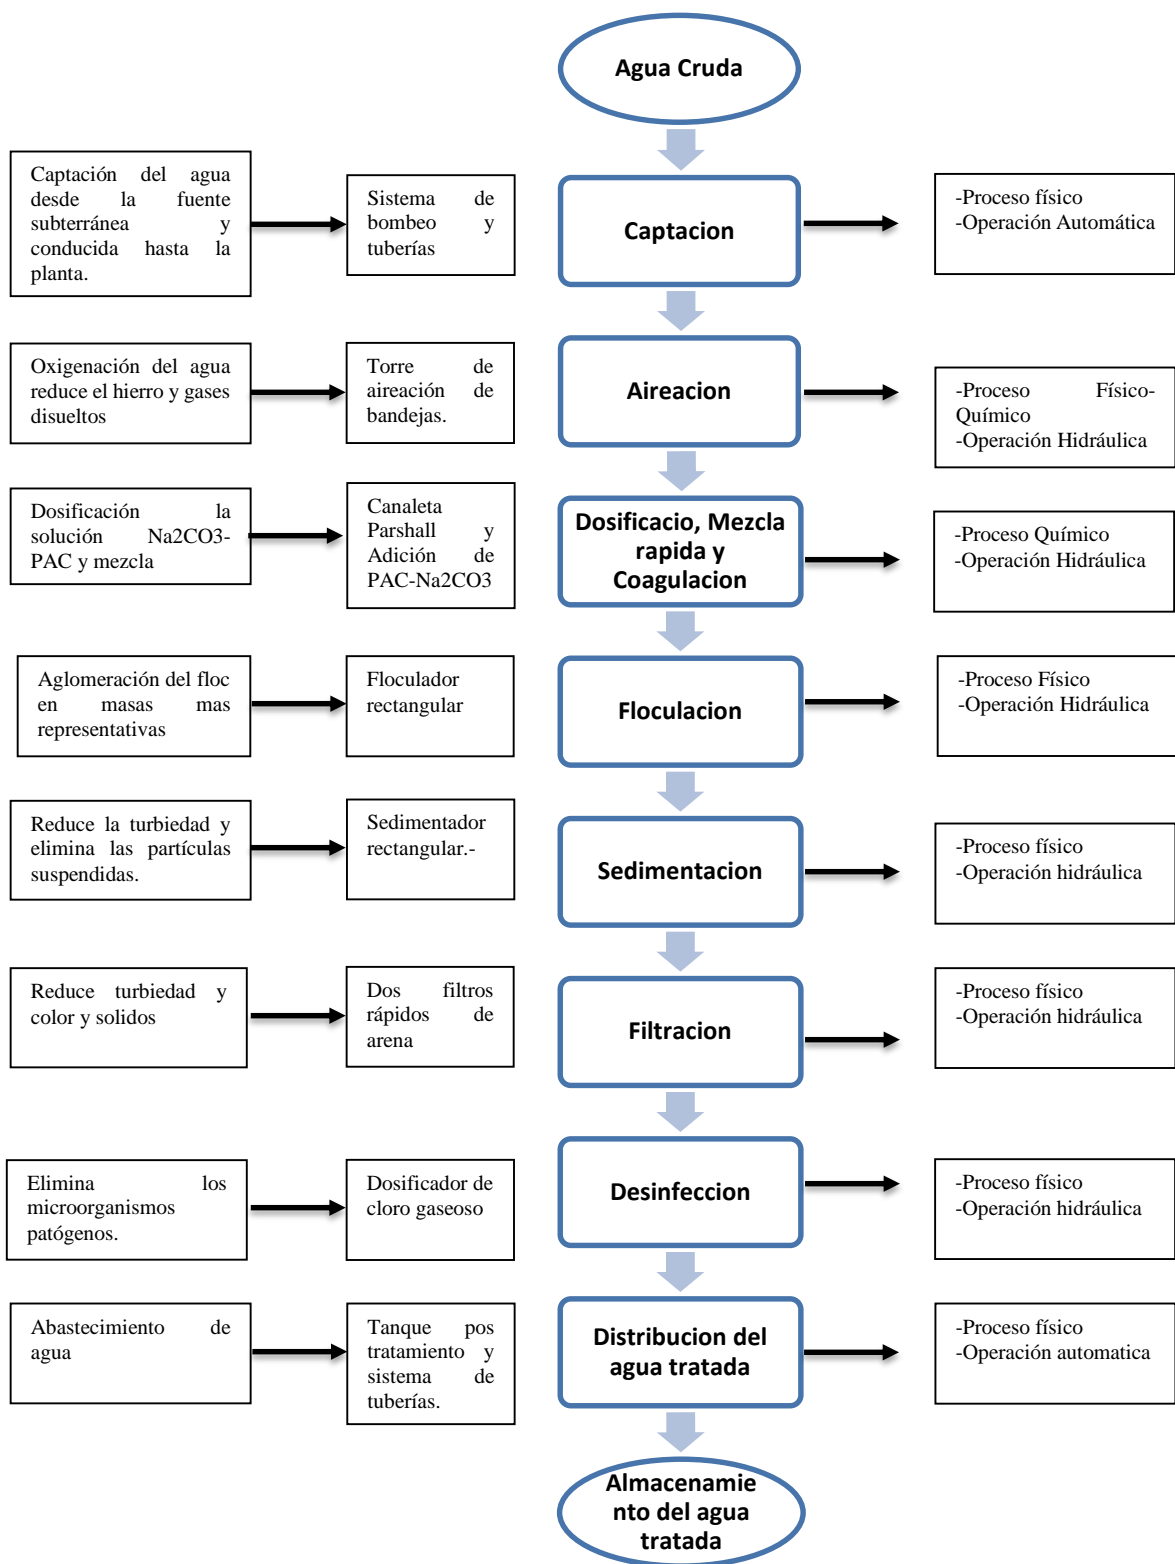 Agua Cruda
Captación del agua
desde la fuente
subterránea y
conducida hasta la
planta.
Sistema de
bombeo y
tuberías
Captacion
-Proceso físico
-Operación Automática
Oxigenación del agua
reduce el hierro y gases
disueltos
Torre de
aireación de
bandejas.
Aireacion
-Proceso Físico-
Químico
-Operación Hidráulica
Dosificación la
solución Na2CO3-
PAC y mezcla
Canaleta
Parshall y
Adición de
PAC-Na2CO3
Dosificacio, Mezcla
rapida y
Coagulacion
-Proceso Químico
-Operación Hidráulica
Aglomeración del floc
en masas mas
representativas
Floculador
rectangular
Floculacion
-Proceso Físico
-Operación Hidráulica
Reduce la turbiedad y
elimina las partículas
suspendidas.
Sedimentador
rectangular.-
Sedimentacion
-Proceso físico
-Operación hidráulica
Reduce turbiedad y
color y solidos
Dos filtros
rápidos de
arena
Filtracion
-Proceso físico
-Operación hidráulica
Elimina los
microorganismos
patógenos.
Dosificador de
cloro gaseoso
Desinfeccion
-Proceso físico
-Operación hidráulica
Abastecimiento de
agua
Tanque pos
tratamiento y
sistema de
tuberías.
Distribucion del
agua tratada
-Proceso físico
-Operación automatica
Almacenamie
nto del agua
tratada